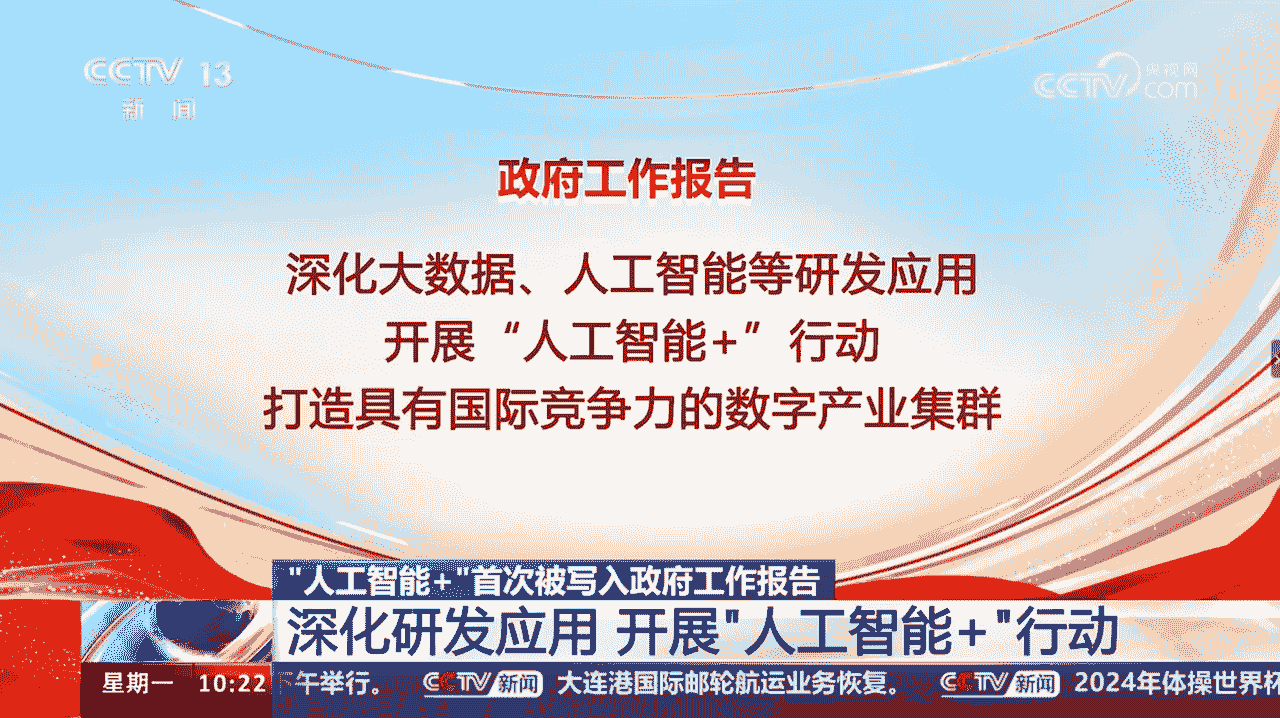 CCTV 13
新闻
央视网
CCTV com
政府工作报告
深化大数据、人工智能等研发应用
开展“人工智能+”行动
打造具有国际竞争力的数字产业集群
"人工智能+"首次被写入政府工作报告
深化研发应用 开展"人工智能+"行动
星期一 10:22 下午举行。 CCTV新闻 大连港国际邮轮航运业务恢复。 CCTV新闻 2024年体操世界杯